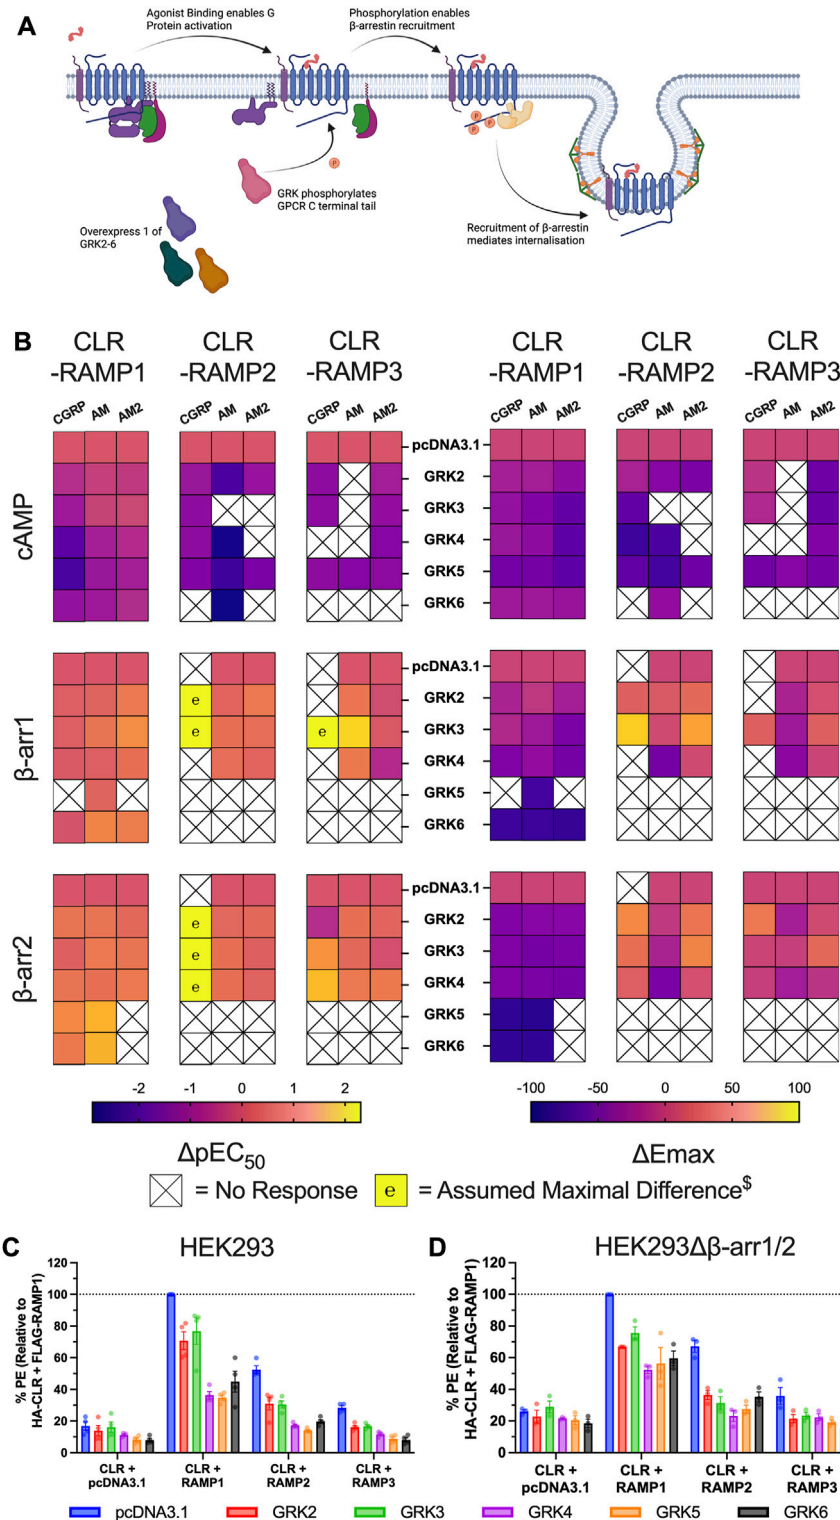 A
Agonist Binding enables G
Protein activation
Phosphorylation enables
β-arrestin recruitment
P
P
P
P
GRK phosphorylates
GPCR C terminal tail
Overexpress 1 of
GRK2-6
Recruitment of β-arrestin
mediates internalisation
B
CLR
-RAMP1
CLR
-RAMP2
CLR
-RAMP3
CLR
-RAMP1
CLR
-RAMP2
CLR
-RAMP3
CGRP AM AM2 CGRP AM AM2 CGRP AM AM2 CGRP AM AM2 CGRP AM AM2 CGRP AM AM2
cAMP
pcDNA3.1
GRK2
GRK3
GRK4
GRK5
GRK6
β-arr1
pcDNA3.1
e GRK2
e e GRK3
GRK4
GRK5
GRK6
β-arr2
pcDNA3.1
e GRK2
e GRK3
e GRK4
GRK5
GRK6
-2 -1 0 1 2
-100 -50 0 50 100
ΔpEC50
ΔEmax
= No Response e = Assumed Maximal Difference$
C
HEK293
% PE (Relative to
HA-CLR + FLAG-RAMP1)
120
100
80
60
40
20
0
CLR +
pcDNA3.1
CLR +
RAMP1
CLR +
RAMP2
CLR +
RAMP3
D
HEK293Δβ-arr1/2
% PE (Relative to
HA-CLR + FLAG-RAMP1)
120
100
80
60
40
20
0
CLR +
pcDNA3.1
CLR +
RAMP1
CLR +
RAMP2
CLR +
RAMP3
pcDNA3.1 GRK2 GRK3 GRK4 GRK5 GRK6